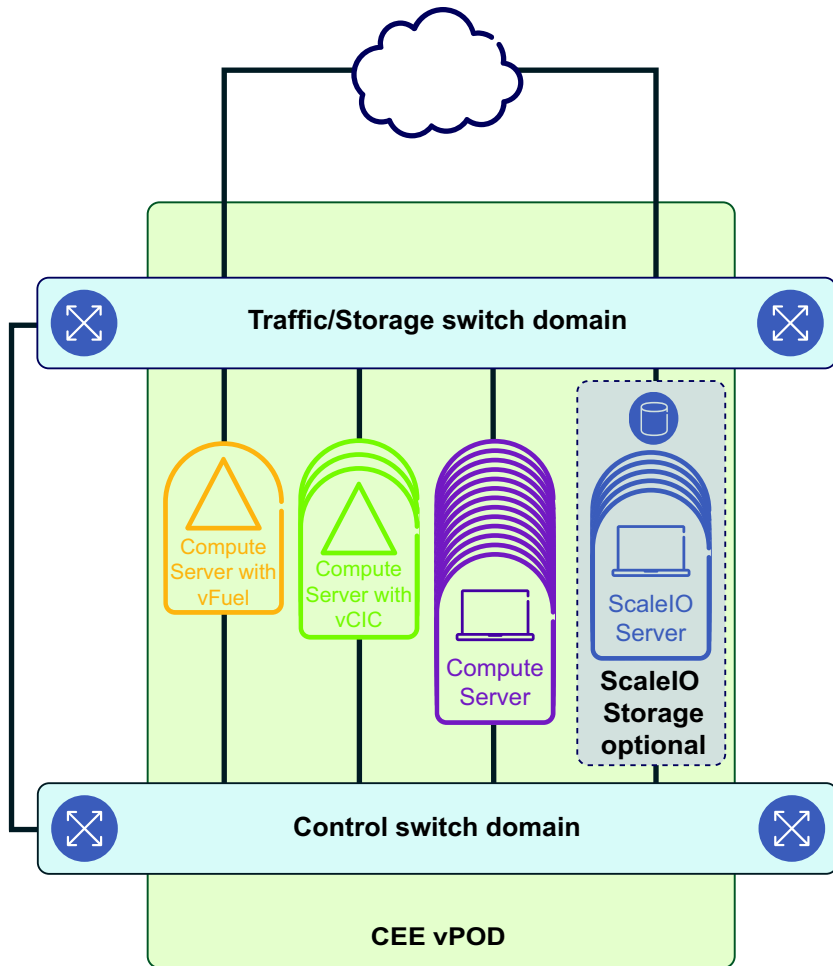 Traffic/Storage switch domain
Compute
Server with
vFuel
Compute
Server with
vCIC
Compute
Server
ScaleIO
Server
ScaleIO
Storage
optional
Control switch domain
CEE vPOD